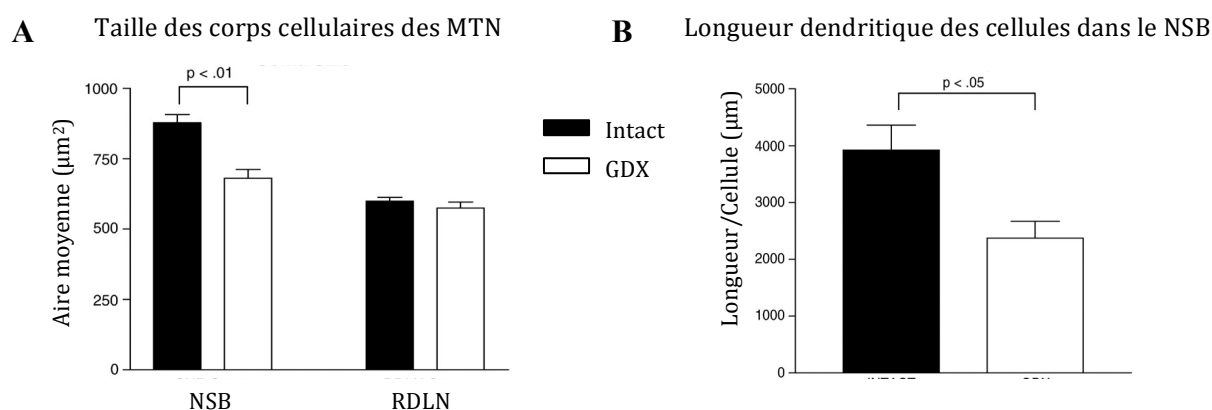 A Taille des corps cellulaires des MTN
p < .01
1000
750
500
250
0
Aire moyenne (μm²)
NSB RDLN
Intact
GDX
B Longueur dendritique des cellules dans le NSB
p < .05
5000
4000
3000
2000
1000
0
Longueur/Cellule (μm)